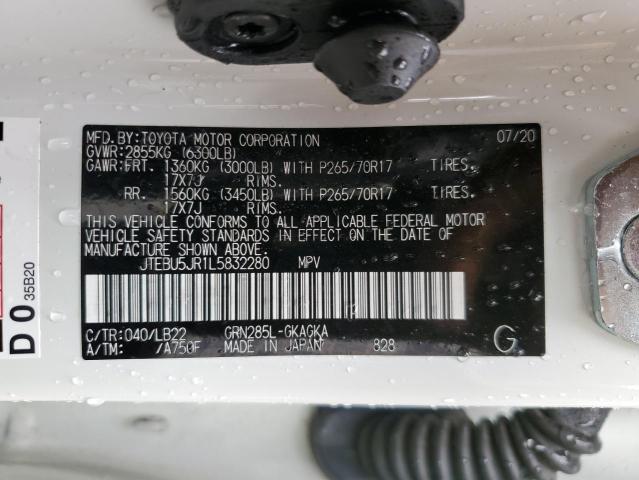 MFD.BY:TOYOTA MOTOR CORPORATION 07/20
GVWR:2855KG (6300LB)
GAWR:FRT. 1360KG (3000LB) WITH P265/70R17 TIRES.
17X7J RIMS.
RR. 1560KG (3450LB) WITH P265/70R17 TIRES.
17X7J RIMS.
THIS VEHICLE CONFORMS TO ALL APPLICABLE FEDERAL MOTOR
VEHICLE SAFETY STANDARDS IN EFFECT ON THE DATE OF
MANUFACTURE SHOWN ABOVE.
JTEBU5JR1L5832280 MPV
C/TR:040/LB22 GRN285L-GKAGKA
A/TM: /A750F MADE IN JAPAN 828 G
D0
35B20